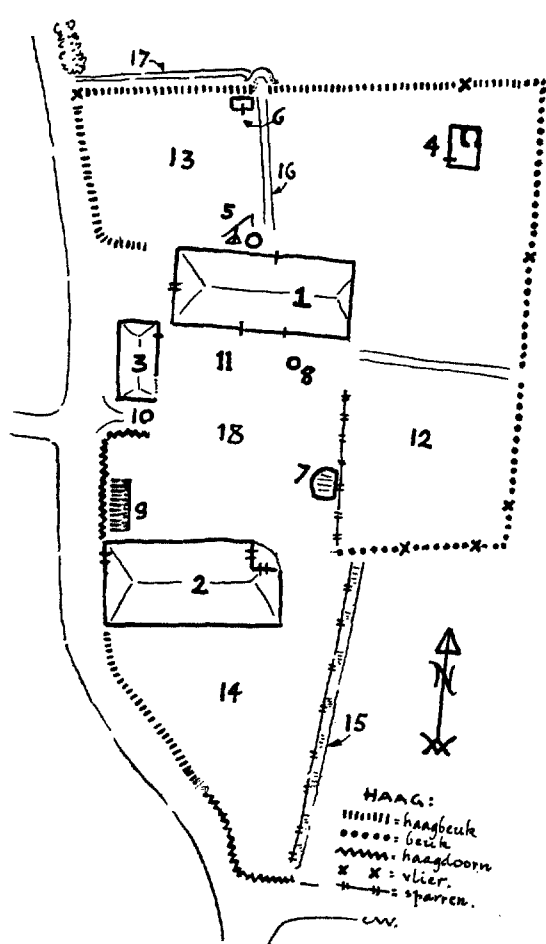 17
6
13
4
16
5
1
3
11
8
10
18
12
7
9
2
14
N
15
HAAG:
= haagbeuk
= beuk
= haagdoorn
x x = vlier.
= sparren.